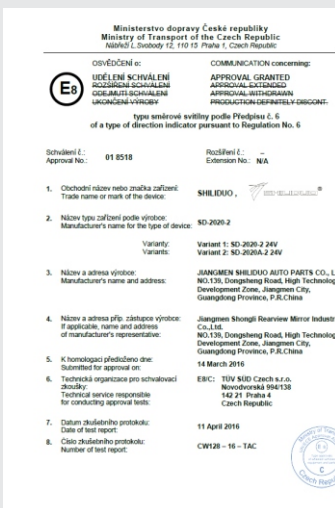 Ministerstvo dopravy České republiky
Ministry of Transport of the Czech Republic
Nábřeží L.Svobody 12, 110 15 Praha 1, Czech Republic
OSVĚDČENÍ o:
COMMUNICATION concerning:
E8
UDĚLENÍ SCHVÁLENÍ
APPROVAL GRANTED
ROZŠÍŘENÍ SCHVÁLENÍ
APPROVAL EXTENDED
ODEJMUTÍ SCHVÁLENÍ
APPROVAL WITHDRAWN
UKONČENÍ VÝROBY
PRODUCTION DEFINITELY DISCONT.
typu směrové svítilny podle Předpisu č. 6
of a type of direction indicator pursuant to Regulation No. 6
Schválení č.:
Rozšíření č.: –
Approval No.: 01 8518
Extension No.: N/A
1. Obchodní název nebo značka zařízení:
Trade name or mark of the device: SHILIDUO , SHILIDUO ®
2. Název typu zařízení podle výrobce:
Manufacturer's name for the type of device: SD-2020-2
Varianty: Variant 1: SD-2020-2 24V
Variants: Variant 2: SD-2020A-2 24V
3. Název a adresa výrobce: JIANGMEN SHILIDUO AUTO PARTS CO., L
Manufacturer's name and address: NO.139, Dongsheng Road, High Technolog
Development Zone, Jiangmen City,
Guangdong Province, P.R.China
4. Název a adresa příp. zástupce výrobce: Jiangmen Shongli Rearview Mirror Industr
If applicable, name and address Co.,Ltd.
of manufacturer's representative: NO.139, Dongsheng Road, High Technolog
Development Zone, Jiangmen City,
Guangdong Province, P.R.China
5. K homologaci předloženo dne:
Submitted for approval on: 14 March 2016
6. Technická organizace pro schvalovací E8/C: TÜV SÜD Czech s.r.o.
zkoušky: Novodvorská 994/138
Technical service responsible 142 21 Praha 4
for conducting approval tests: Czech Republic
7. Datum zkušebního protokolu:
Date of test report: 11 April 2016
8. Číslo zkušebního protokolu:
Number of test report: CW128 – 16 – TAC
C